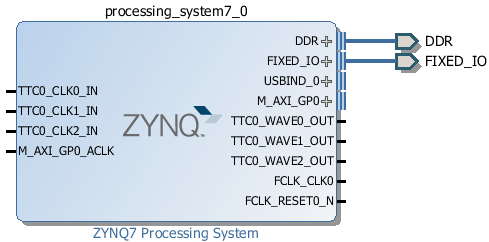 processing_system7_0
DDR
DDR
FIXED_IO
FIXED_IO
USBIND_0
TTC0_CLK0_IN
M_AXI_GP0
TTC0_CLK1_IN
TTC0_WAVE0_OUT
TTC0_CLK2_IN
ZYNQ
TTC0_WAVE1_OUT
M_AXI_GP0_ACLK
TTC0_WAVE2_OUT
FCLK_CLK0
FCLK_RESET0_N
ZYNQ7 Processing System